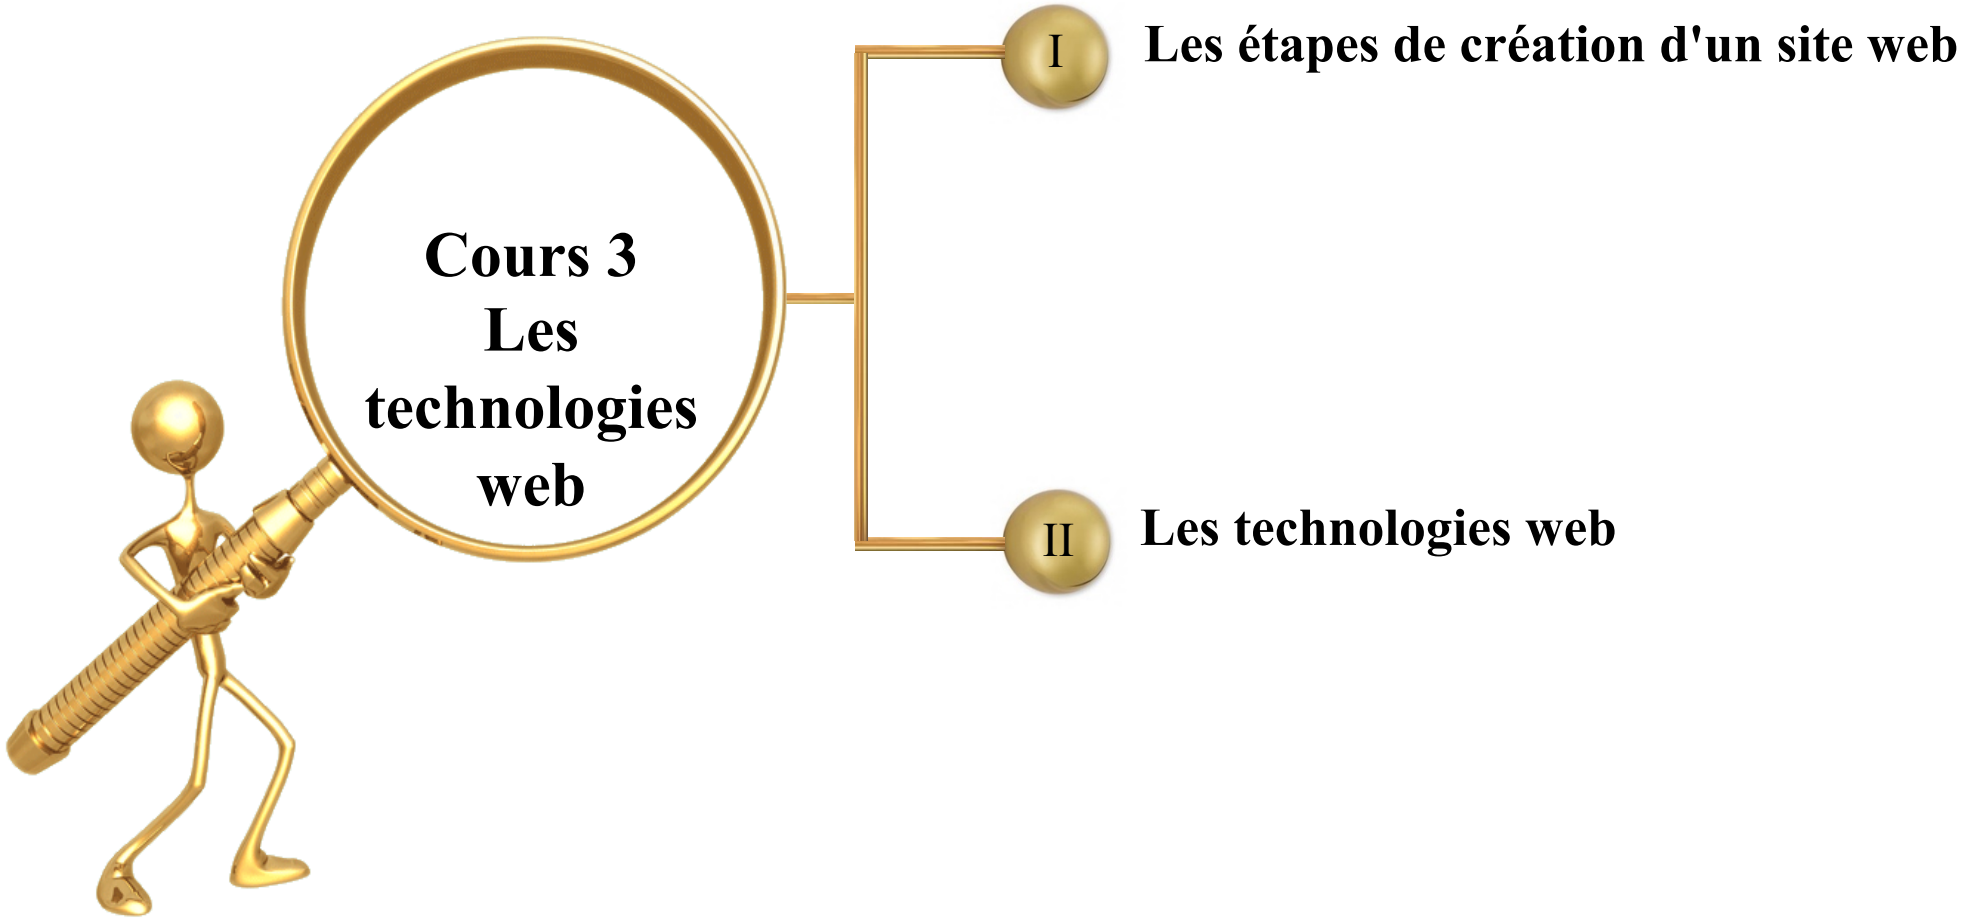 Cours 3
Les
technologies
web
I
Les étapes de création d'un site web
II
Les technologies web